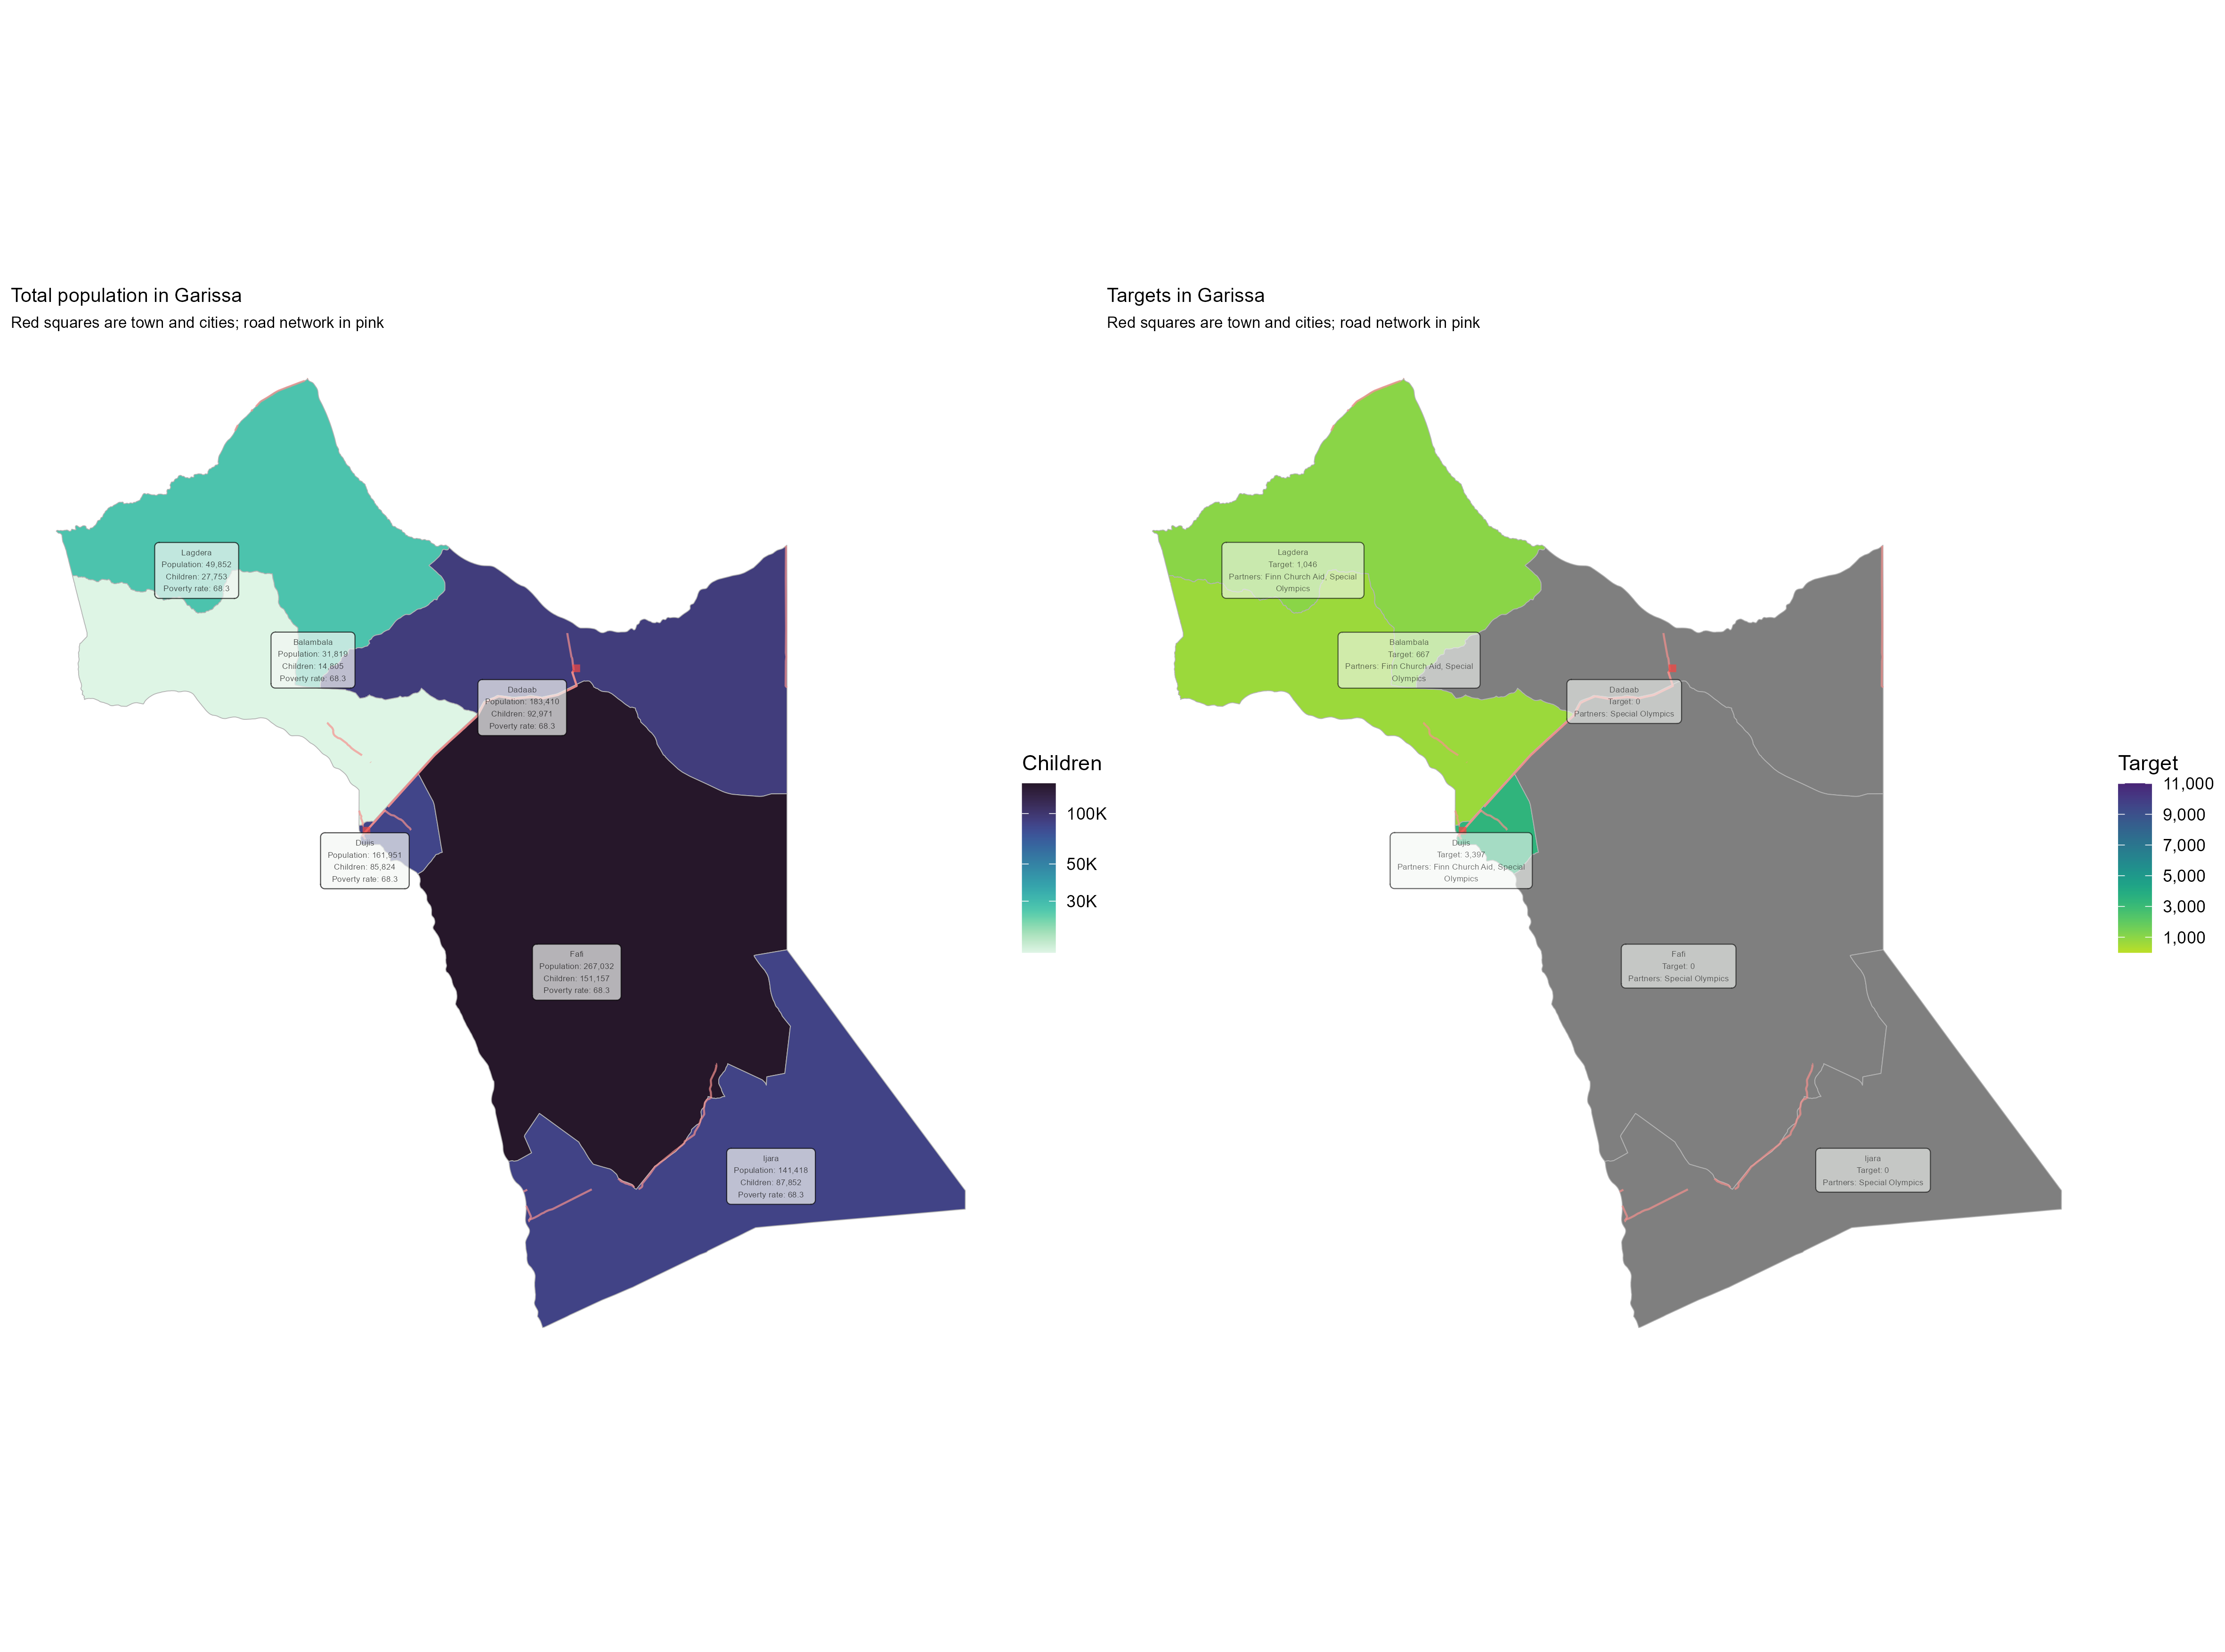 Total population in Garissa
Red squares are town and cities; road network in pink
Lagdera
Population: 49,852
Children: 27,753
Poverty rate: 68.3
Balambala
Population: 31,819
Children: 14,805
Poverty rate: 68.3
Dadaab
Population: 183,410
Children: 92,971
Poverty rate: 68.3
Dujis
Population: 161,951
Children: 85,824
Poverty rate: 68.3
Fafi
Population: 267,032
Children: 151,157
Poverty rate: 68.3
Ijara
Population: 141,418
Children: 87,852
Poverty rate: 68.3
Children
100K
50K
30K
Targets in Garissa
Red squares are town and cities; road network in pink
Lagdera
Target: 1,046
Partners: Finn Church Aid, Special
Olympics
Balambala
Target: 667
Partners: Finn Church Aid, Special
Olympics
Dadaab
Target: 0
Partners: Special Olympics
Dujis
Target: 3,397
Partners: Finn Church Aid, Special
Olympics
Fafi
Target: 0
Partners: Special Olympics
Ijara
Target: 0
Partners: Special Olympics
Target
11,000
9,000
7,000
5,000
3,000
1,000